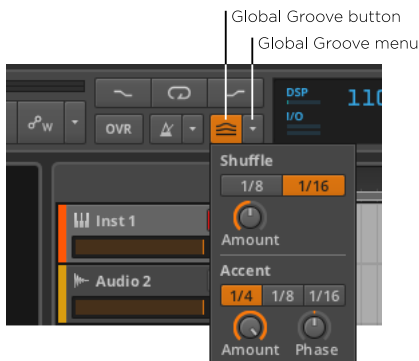 Global Groove button
Global Groove menu
DSP
110
I/O
W
OVR
Shuffle
1/8 1/16
Inst 1
Amount
Audio 2
Accent
1/4 1/8 1/16
Amount Phase